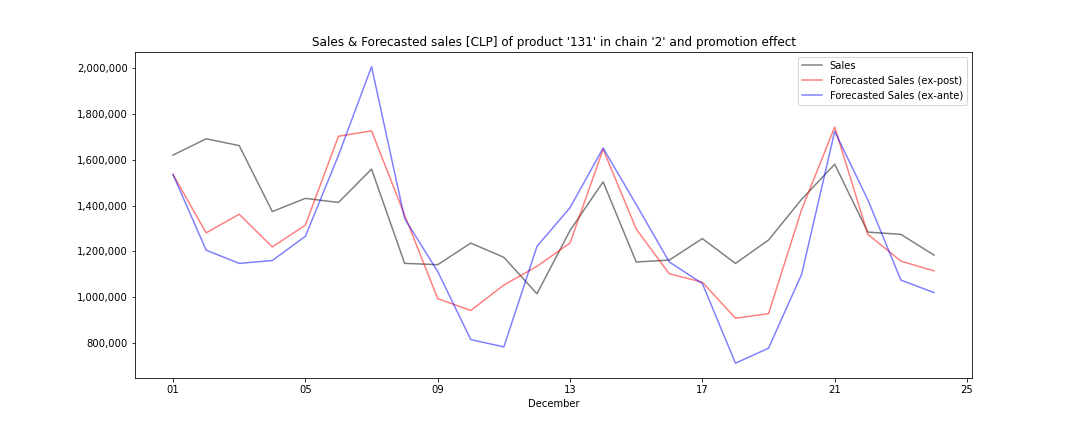 Sales & Forecasted sales [CLP] of product '131' in chain '2' and promotion effect
Sales
Forecasted Sales (ex-post)
Forecasted Sales (ex-ante)
2,000,000
1,800,000
1,600,000
1,400,000
1,200,000
1,000,000
800,000
01 05 09 13 17 21 25
December